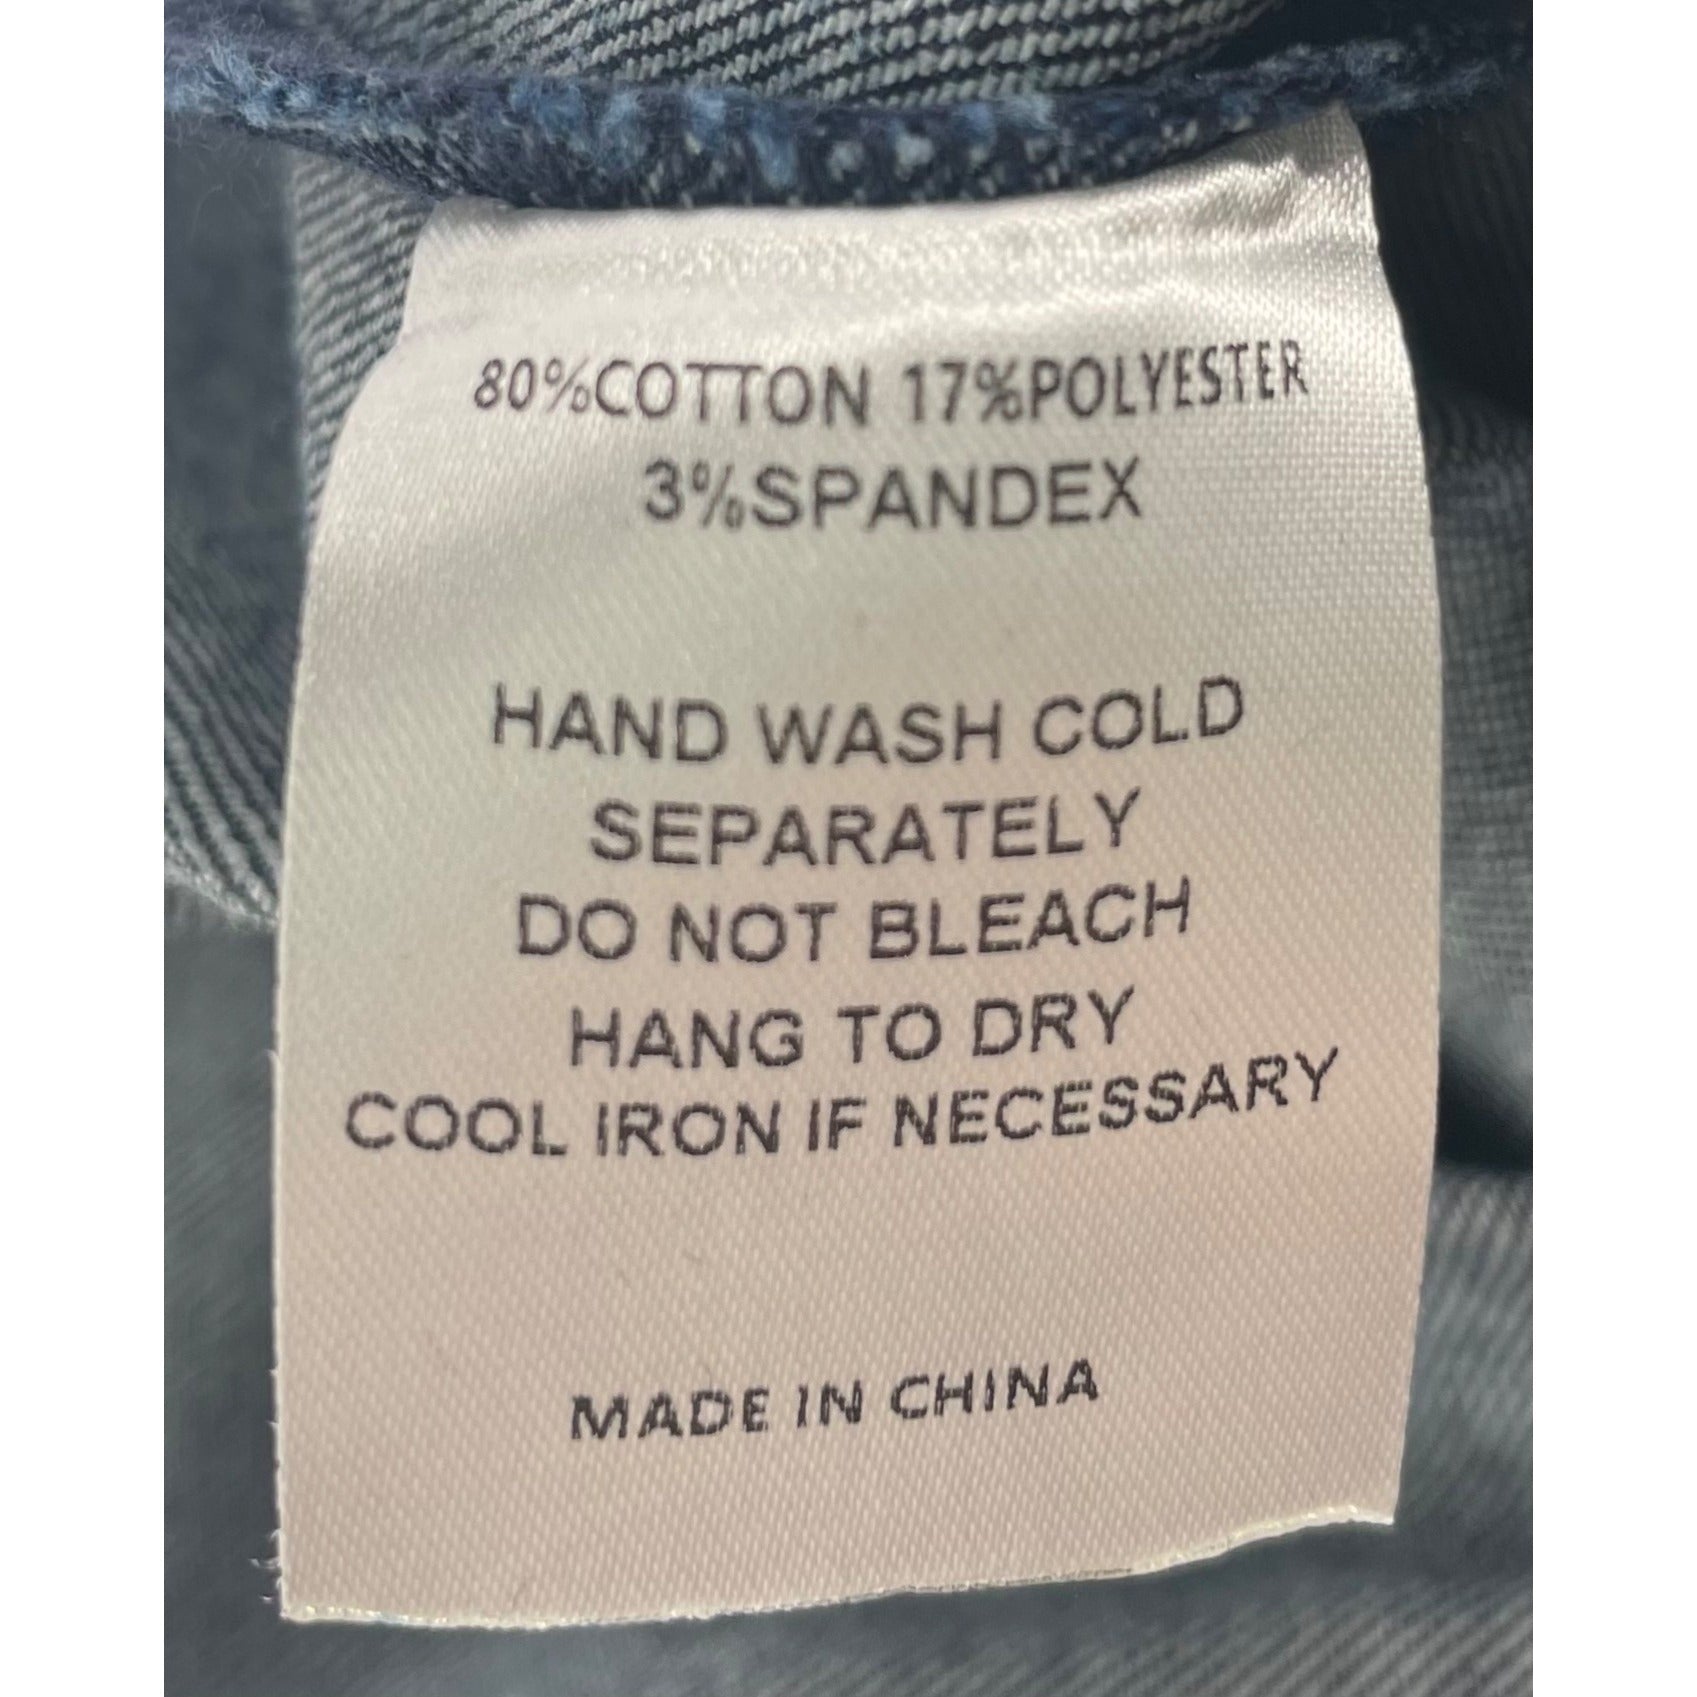 80%COTTON 17%POLYESTER
3%SPANDEX
HAND WASH COLD
SEPARATELY
DO NOT BLEACH
HANG TO DRY
COOL IRON IF NECESSARY
MADE IN CHINA